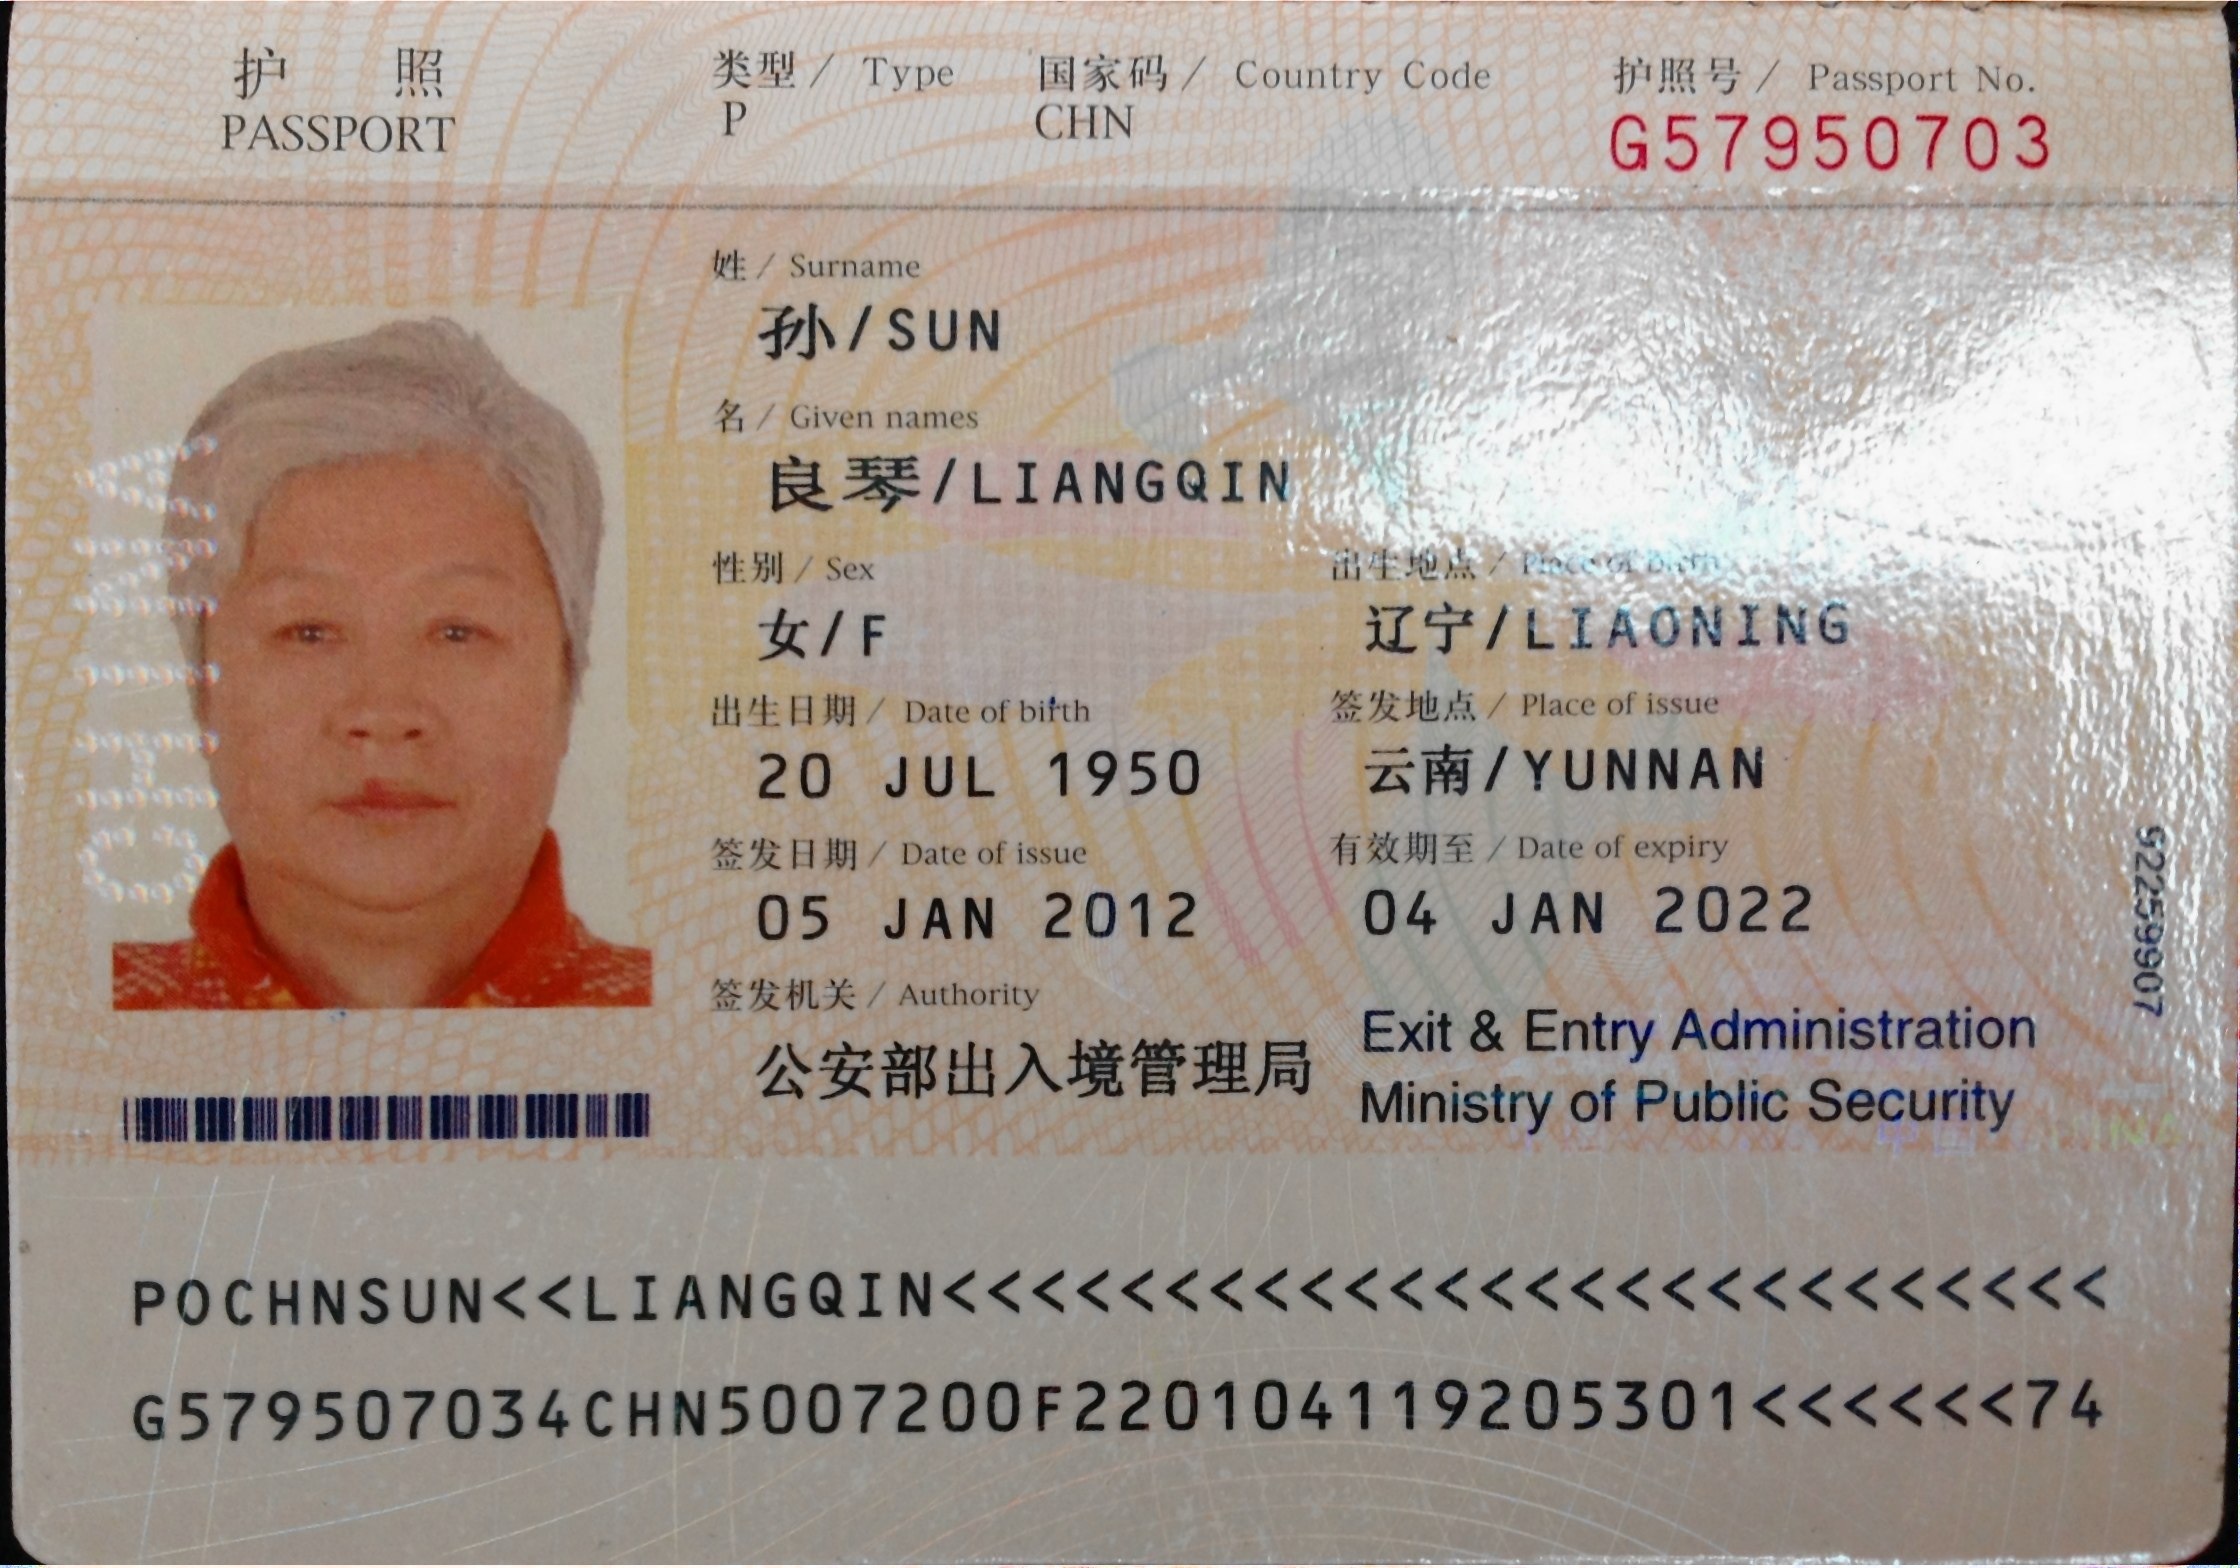 护照 类型 / Type 国家码 / Country Code 护照号 / Passport No.
PASSPORT P CHN G57950703
姓 / Surname
孙/SUN
名 / Given names
良琴/LIANGQIN
性别 / Sex 出生地点 / Place of birth
女/F 辽宁/LIAONING
出生日期 / Date of birth 签发地点 / Place of issue
20 JUL 1950 云南/YUNNAN
签发日期 / Date of issue 有效期至 / Date of expiry
05 JAN 2012 04 JAN 2022
签发机关 / Authority
公安部出入境管理局 Exit & Entry Administration
Ministry of Public Security
92259907
CHINA
POCHNSUN<<LIANGQIN<<<<<<<<<<<<<<<<<<<<<<<<<<
G579507034CHN5007200F220104119205301<<<<<<74